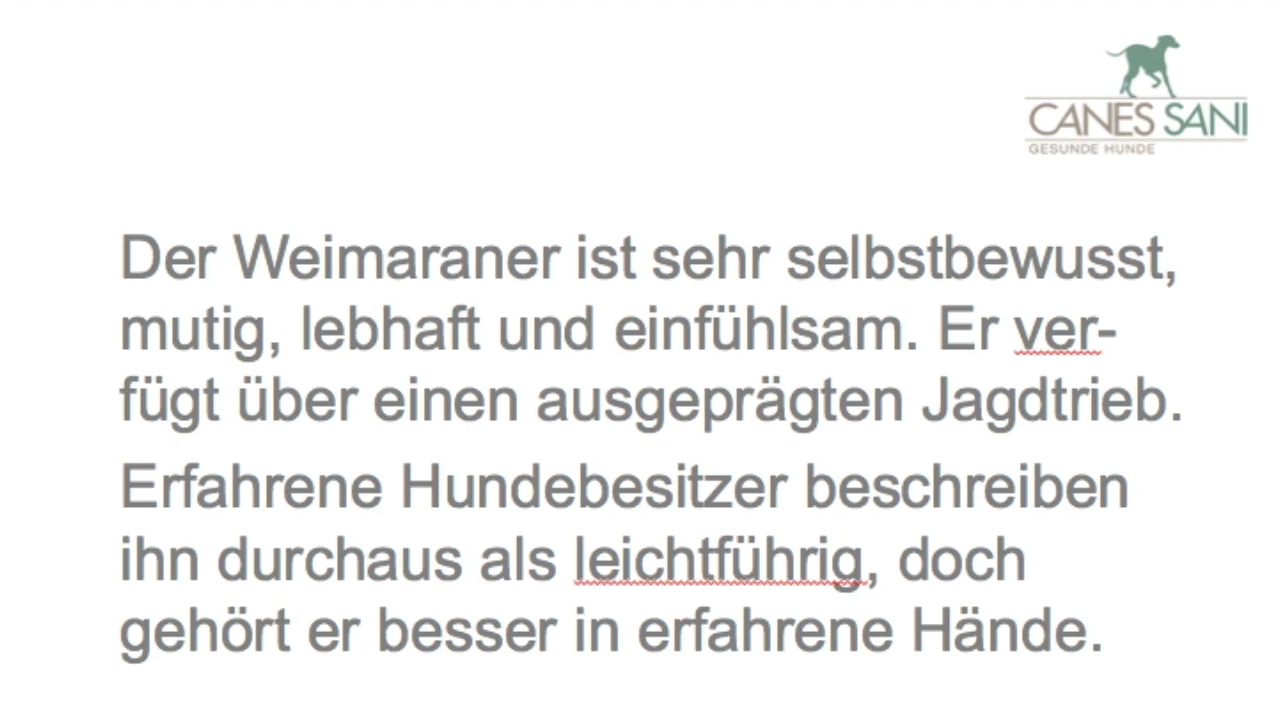 CANES SANI
GESUNDE HUNDE
Der Weimaraner ist sehr selbstbewusst,
mutig, lebhaft und einfühlsam. Er ver-
fügt über einen ausgeprägten Jagdtrieb.
Erfahrene Hundebesitzer beschreiben
ihn durchaus als leichtführig, doch
gehört er besser in erfahrene Hände.